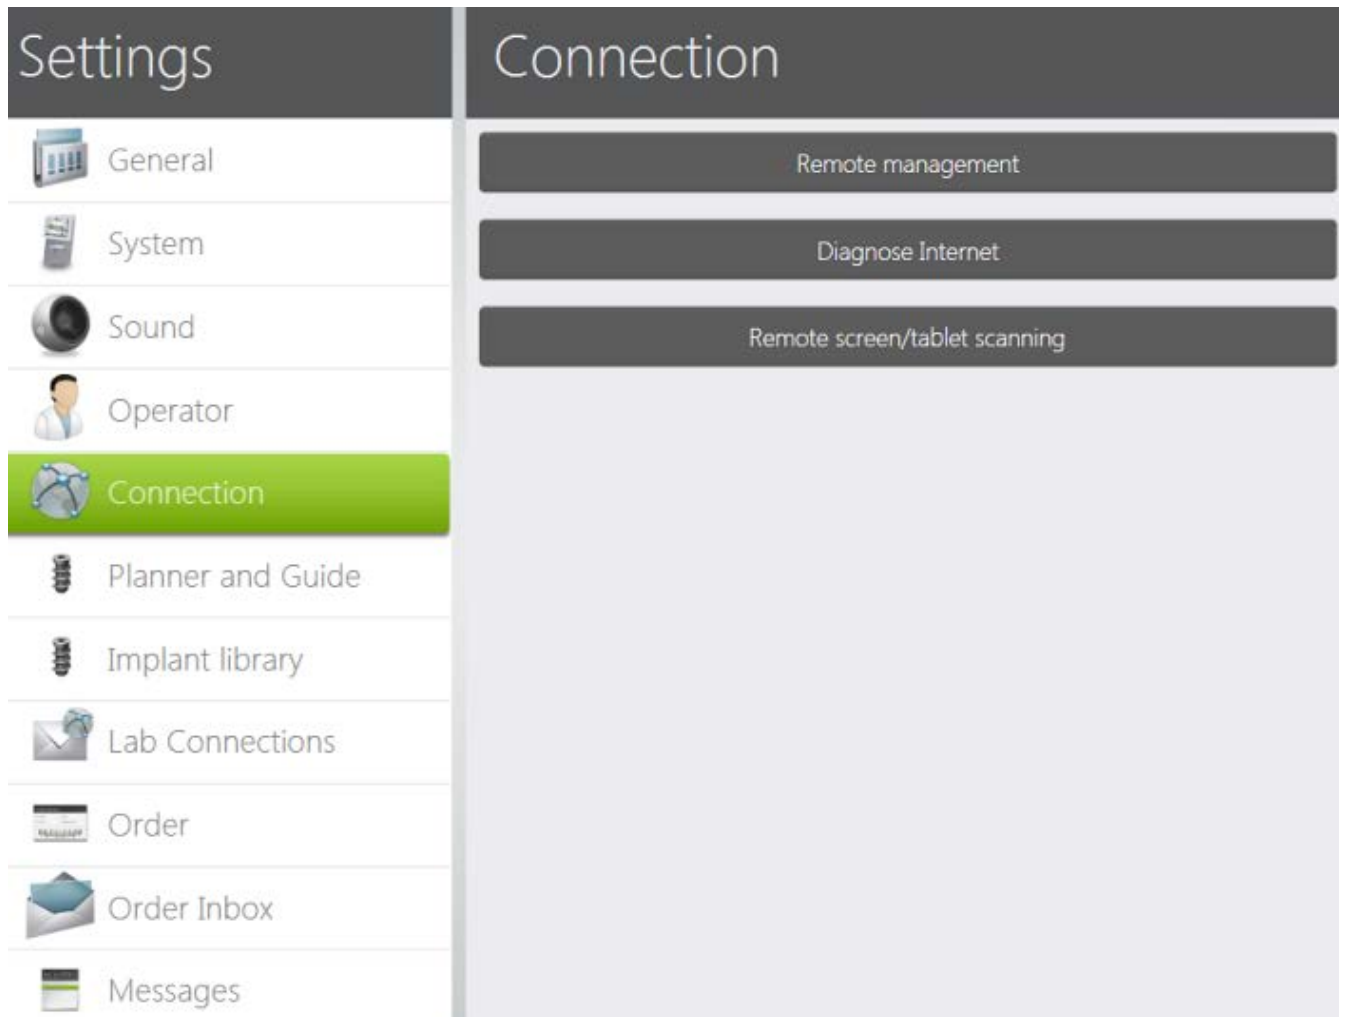 Settings
General
System
Sound
Operator
Connection
Planner and Guide
Implant library
Lab Connections
Order
Order Inbox
Messages
Connection
Remote management
Diagnose Internet
Remote screen/tablet scanning